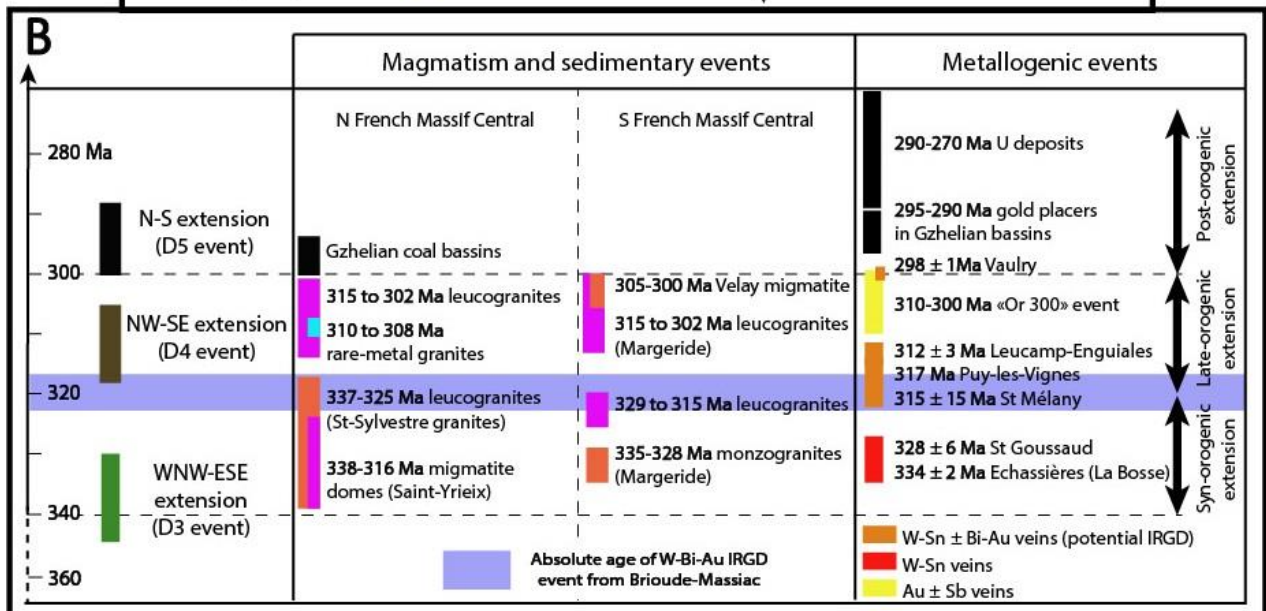 B
Magmatism and sedimentary events
Metallogenic events
N French Massif Central
S French Massif Central
280 Ma
300
320
340
360
N-S extension
(D5 event)
NW-SE extension
(D4 event)
WNW-ESE
extension
(D3 event)
Gzhelian coal bassins
315 to 302 Ma leucogranites
310 to 308 Ma
rare-metal granites
337-325 Ma leucogranites
(St-Sylvestre granites)
338-316 Ma migmatite
domes (Saint-Yrieix)
305-300 Ma Velay migmatite
315 to 302 Ma leucogranites
(Margeride)
329 to 315 Ma leucogranites
335-328 Ma monzogranites
(Margeride)
290-270 Ma U deposits
295-290 Ma gold placers
in Gzhelian bassins
298 ± 1Ma Vaulry
310-300 Ma «Or 300» event
312 ± 3 Ma Leucamp-Enguiales
317 Ma Puy-les-Vignes
315 ± 15 Ma St Mélany
328 ± 6 Ma St Goussaud
334 ± 2 Ma Echassières (La Bosse)
Post-orogenic
extension
Late-orogenic
extension
Syn-orogenic
extension
Absolute age of W-Bi-Au IRGD
event from Brioude-Massiac
W-Sn ± Bi-Au veins (potential IRGD)
W-Sn veins
Au ± Sb veins